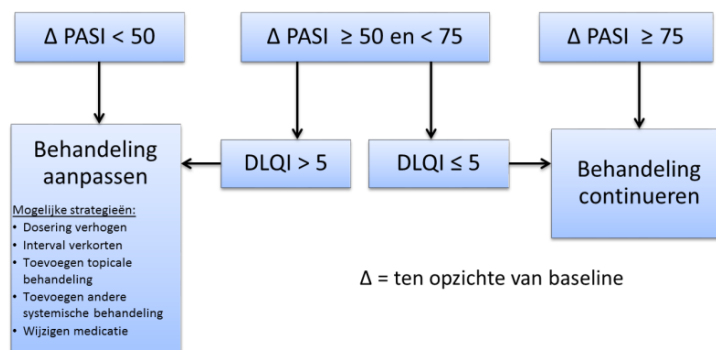 Δ PASI < 50
Δ PASI ≥ 50 en < 75
Δ PASI ≥ 75
Behandeling
aanpassen
Mogelijke strategieën:
• Dosering verhogen
• Interval verkorten
• Toevoegen topicale
behandeling
• Toevoegen andere
systemische behandeling
• Wijzigen medicatie
DLQI > 5
DLQI ≤ 5
Behandeling
continueren
Δ = ten opzichte van baseline